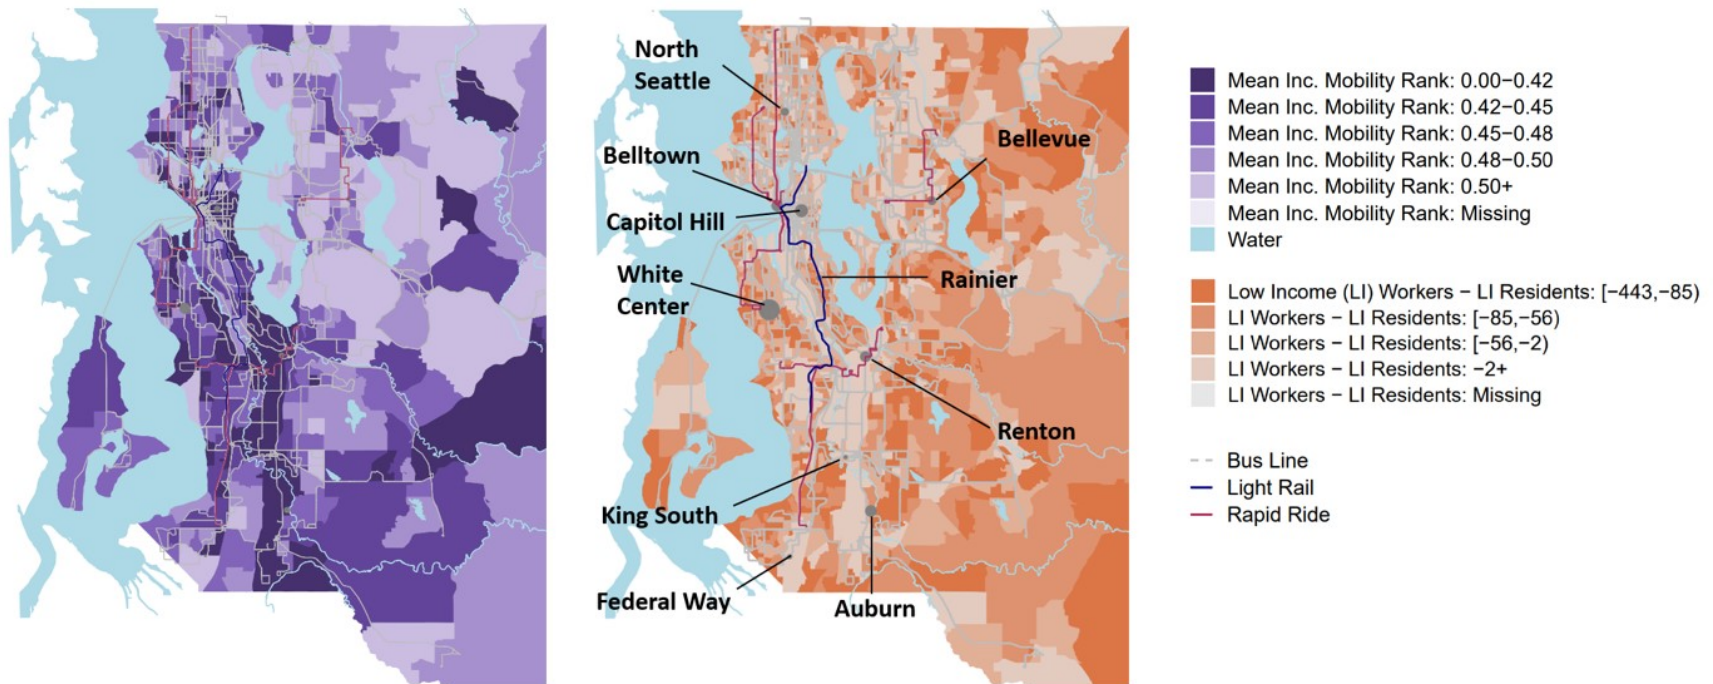 North
Seattle
Belltown
Bellevue
Capitol Hill
White
Center
Rainier
Renton
King South
Federal Way
Auburn
Mean Inc. Mobility Rank: 0.00−0.42
Mean Inc. Mobility Rank: 0.42−0.45
Mean Inc. Mobility Rank: 0.45−0.48
Mean Inc. Mobility Rank: 0.48−0.50
Mean Inc. Mobility Rank: 0.50+
Mean Inc. Mobility Rank: Missing
Water
Low Income (LI) Workers − LI Residents: [−443,−85)
LI Workers − LI Residents: [−85,−56)
LI Workers − LI Residents: [−56,−2)
LI Workers − LI Residents: −2+
LI Workers − LI Residents: Missing
Bus Line
Light Rail
Rapid Ride